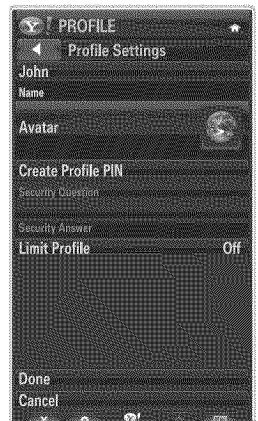 Y! PROFILE
Profile Settings
John
Name
Avatar
Create Profile PIN
Security Question
Security Answer
Limit Profile Off
Done
Cancel
Y!